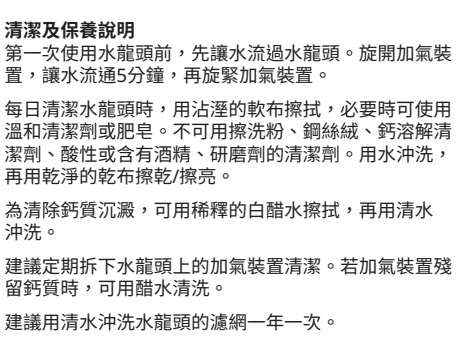 清潔及保養說明
第一次使用水龍頭前，先讓水流過水龍頭。旋開加氣裝
置，讓水流通5分鐘，再旋緊加氣裝置。
每日清潔水龍頭時，用沾溼的軟布擦拭，必要時可使用
溫和清潔劑或肥皂。不可用擦洗粉、鋼絲絨、鈣溶解清
潔劑、酸性或含有酒精、研磨劑的清潔劑。用水沖洗，
再用乾淨的乾布擦乾/擦亮。
為清除鈣質沉澱，可用稀釋的白醋水擦拭，再用清水
沖洗。
建議定期拆下水龍頭上的加氣裝置清潔。若加氣裝置殘
留鈣質時，可用醋水清洗。
建議用清水沖洗水龍頭的濾網一年一次。